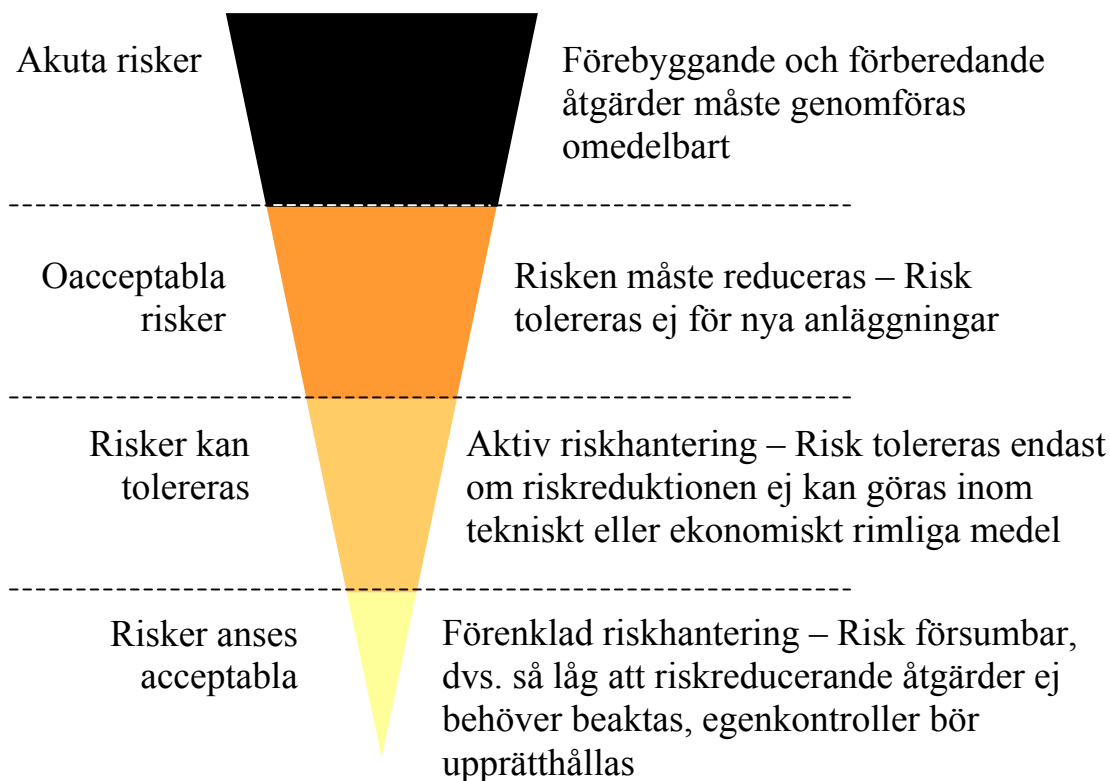 Akuta risker
Förebyggande och förberedande
åtgärder måste genomföras
omedelbart
Oacceptabla
risker
Risken måste reduceras – Risk
tolereras ej för nya anläggningar
Risker kan
tolereras
Aktiv riskhantering – Risk tolereras endast
om riskreduktionen ej kan göras inom
tekniskt eller ekonomiskt rimliga medel
Risker anses
acceptabla
Förenklad riskhantering – Risk försumbar,
dvs. så låg att riskreducerande åtgärder ej
behöver beaktas, egenkontroller bör
upprätthållas